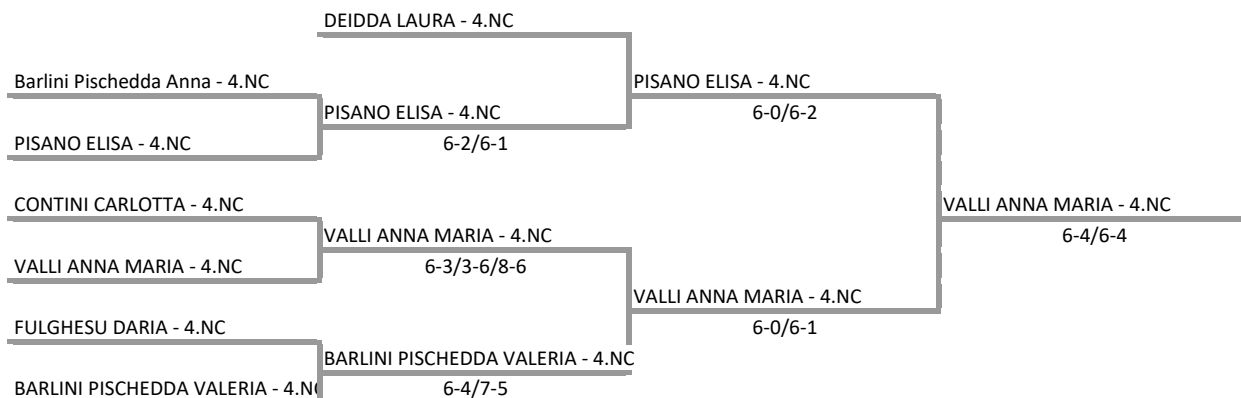 DEIDDA LAURA - 4.NC
Barlini Pischedda Anna - 4.NC
PISANO ELISA - 4.NC
PISANO ELISA - 4.NC
6-0/6-2
6-2/6-1
PISANO ELISA - 4.NC
CONTINI CARLOTTA - 4.NC
VALLI ANNA MARIA - 4.NC
6-4/6-4
VALLI ANNA MARIA - 4.NC
6-3/3-6/8-6
VALLI ANNA MARIA - 4.NC
VALLI ANNA MARIA - 4.NC
6-0/6-1
FULGHESU DARIA - 4.NC
BARLINI PISCHEDDA VALERIA - 4.NC
6-4/7-5
BARLINI PISCHEDDA VALERIA - 4.NC